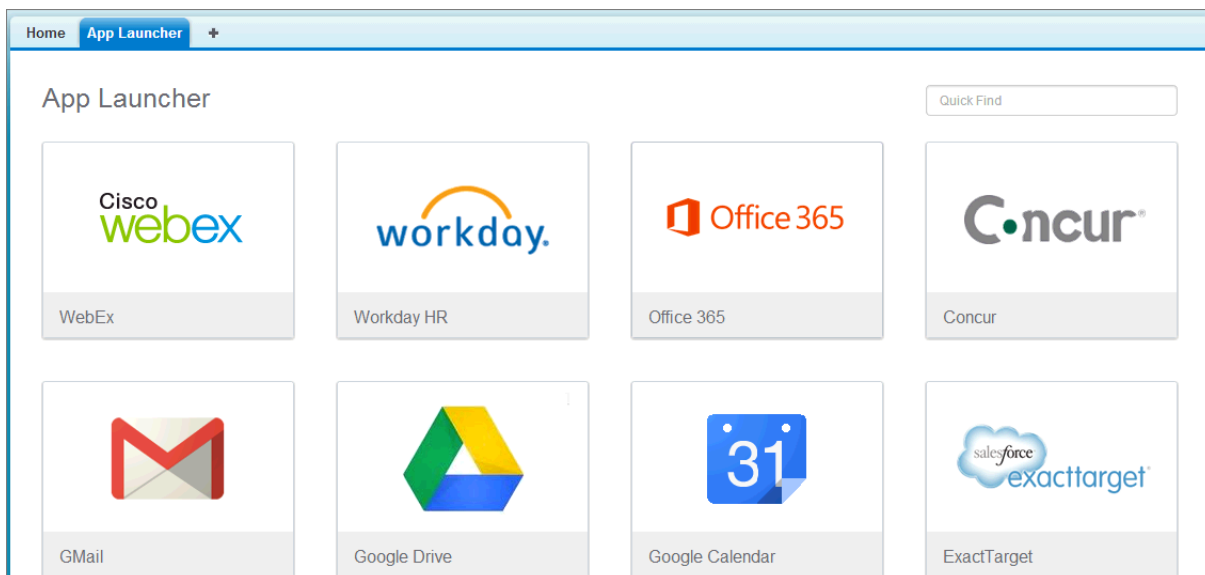 Home App Launcher +
App Launcher
Quick Find
Cisco
webex
workday.
Office 365
C•ncur®
WebEx
Workday HR
Office 365
Concur
31
salesforce
exacttarget
GMail
Google Drive
Google Calendar
ExactTarget